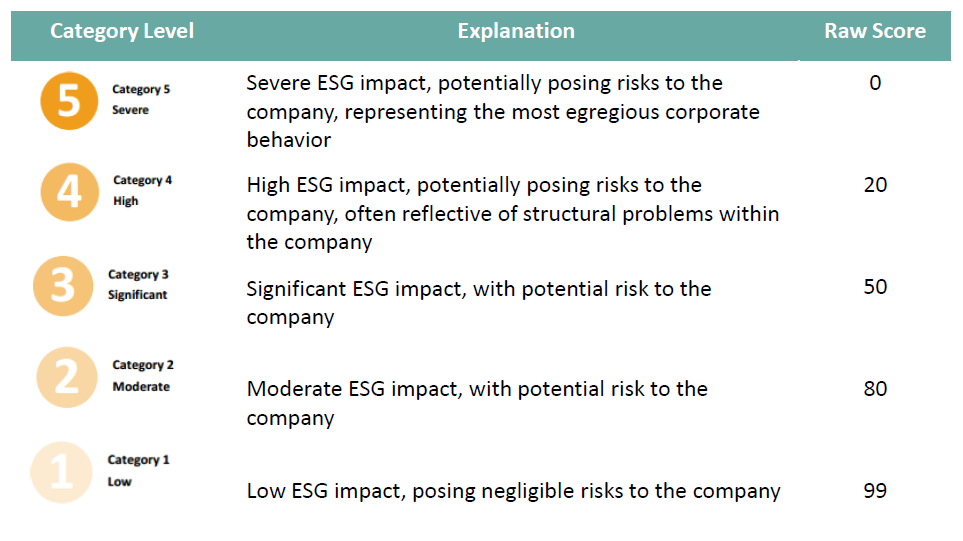 Category Level Explanation Raw Score
5 Category 5
Severe
Severe ESG impact, potentially posing risks to the
company, representing the most egregious corporate
behavior
0
4 Category 4
High
High ESG impact, potentially posing risks to the
company, often reflective of structural problems within
the company
20
3 Category 3
Significant
Significant ESG impact, with potential risk to the
company
50
2 Category 2
Moderate
Moderate ESG impact, with potential risk to the
company
80
1 Category 1
Low
Low ESG impact, posing negligible risks to the company
99